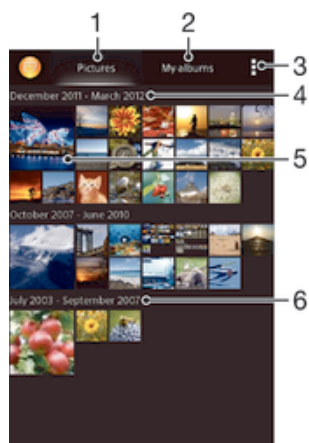 1
2
Pictures
My albums
3
December 2011 - March 2012
4
5
October 2007 - June 2010
July 2003 - September 2007
6